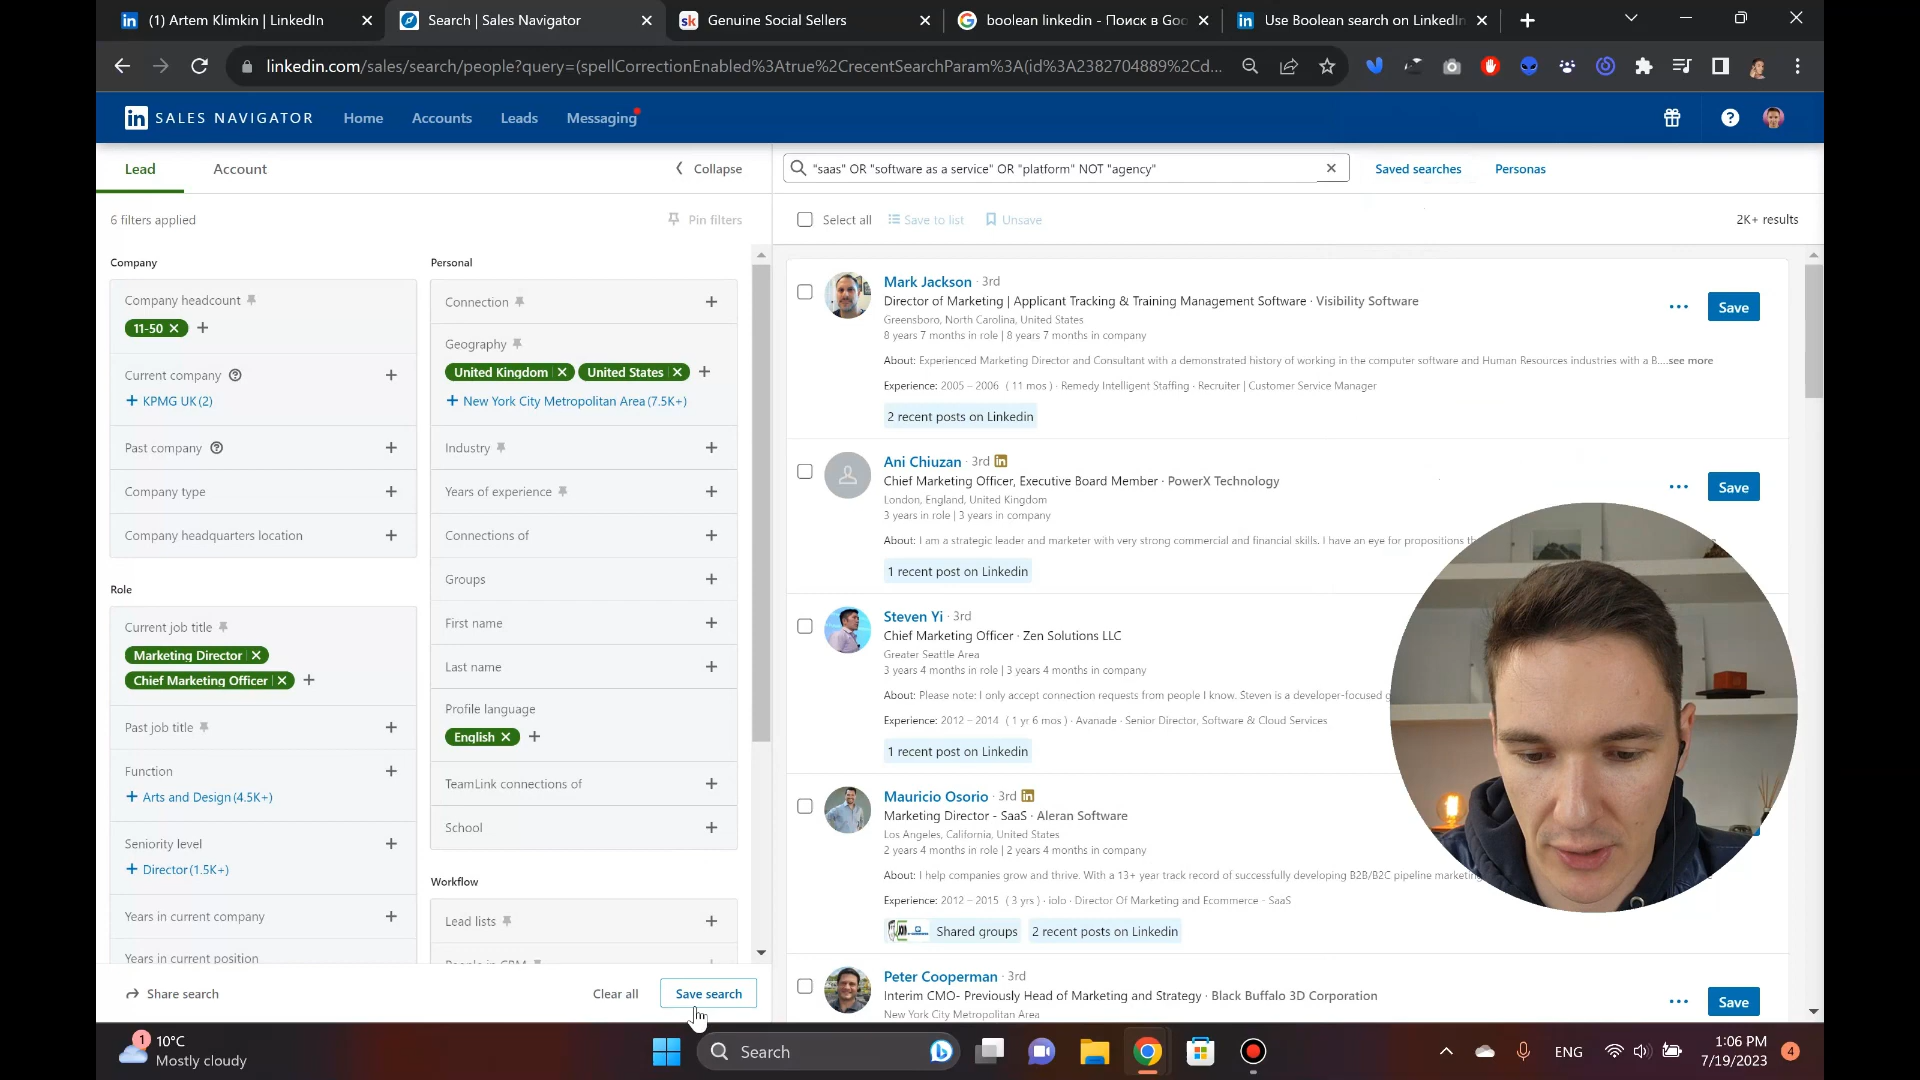 (1) Artem Klimkin | LinkedIn
Search | Sales Navigator
Genuine Social Sellers
boolean linkedin - Поиск в Goo
Use Boolean search on LinkedIn
linkedin.com/sales/search/people?query=(spellCorrectionEnabled%3Atrue%2CrecentSearchParam%3A(id%3A2382704889%2Cd...
in SALES NAVIGATOR
Home
Accounts
Leads
Messaging
Lead
Account
Collapse
"saas" OR "software as a service" OR "platform" NOT "agency"
Saved searches
Personas
6 filters applied
Pin filters
Select all
Save to list
Unsave
2K+ results
Company
Company headcount
11-50
Current company
KPMG UK (2)
Past company
Company type
Company headquarters location
Role
Current job title
Marketing Director
Chief Marketing Officer
Past job title
Function
Arts and Design (4.5K+)
Seniority level
Director (1.5K+)
Years in current company
Years in current position
Personal
Connection
Geography
United Kingdom
United States
New York City Metropolitan Area (7.5K+)
Industry
Years of experience
Connections of
Groups
First name
Last name
Profile language
English
TeamLink connections of
School
Workflow
Lead lists
People in CRM
Share search
Clear all
Save search
Mark Jackson · 3rd
Director of Marketing | Applicant Tracking & Training Management Software · Visibility Software
Greensboro, North Carolina, United States
8 years 7 months in role | 8 years 7 months in company
About: Experienced Marketing Director and Consultant with a demonstrated history of working in the computer software and Human Resources industries with a B....see more
Experience: 2005 – 2006 (11 mos) · Remedy Intelligent Staffing · Recruiter | Customer Service Manager
2 recent posts on Linkedin
Save
Ani Chiuzan · 3rd
Chief Marketing Officer, Executive Board Member · PowerX Technology
London, England, United Kingdom
3 years in role | 3 years in company
About: I am a strategic leader and marketer with very strong commercial and financial skills. I have an eye for propositions
1 recent post on Linkedin
Save
Steven Yi · 3rd
Chief Marketing Officer · Zen Solutions LLC
Greater Seattle Area
3 years 4 months in role | 3 years 4 months in company
About: Please note: I only accept connection requests from people I know. Steven is a developer-focused
Experience: 2012 – 2014 (1 yr 6 mos) · Avanade · Senior Director, Software & Cloud Services
1 recent post on Linkedin
Mauricio Osorio · 3rd
Marketing Director - SaaS · Aleran Software
Los Angeles, California, United States
2 years 4 months in role | 2 years 4 months in company
About: I help companies grow and thrive. With a 13+ year track record of successfully developing B2B/B2C pipeline
Experience: 2012 – 2015 (3 yrs) · iolo · Director Of Marketing and Ecommerce - SaaS
Shared groups
2 recent posts on Linkedin
Peter Cooperman · 3rd
Interim CMO- Previously Head of Marketing and Strategy · Black Buffalo 3D Corporation
New York City Metropolitan Area
Save
1
10°C
Mostly cloudy
Search
ENG
1:06 PM
7/19/2023
4